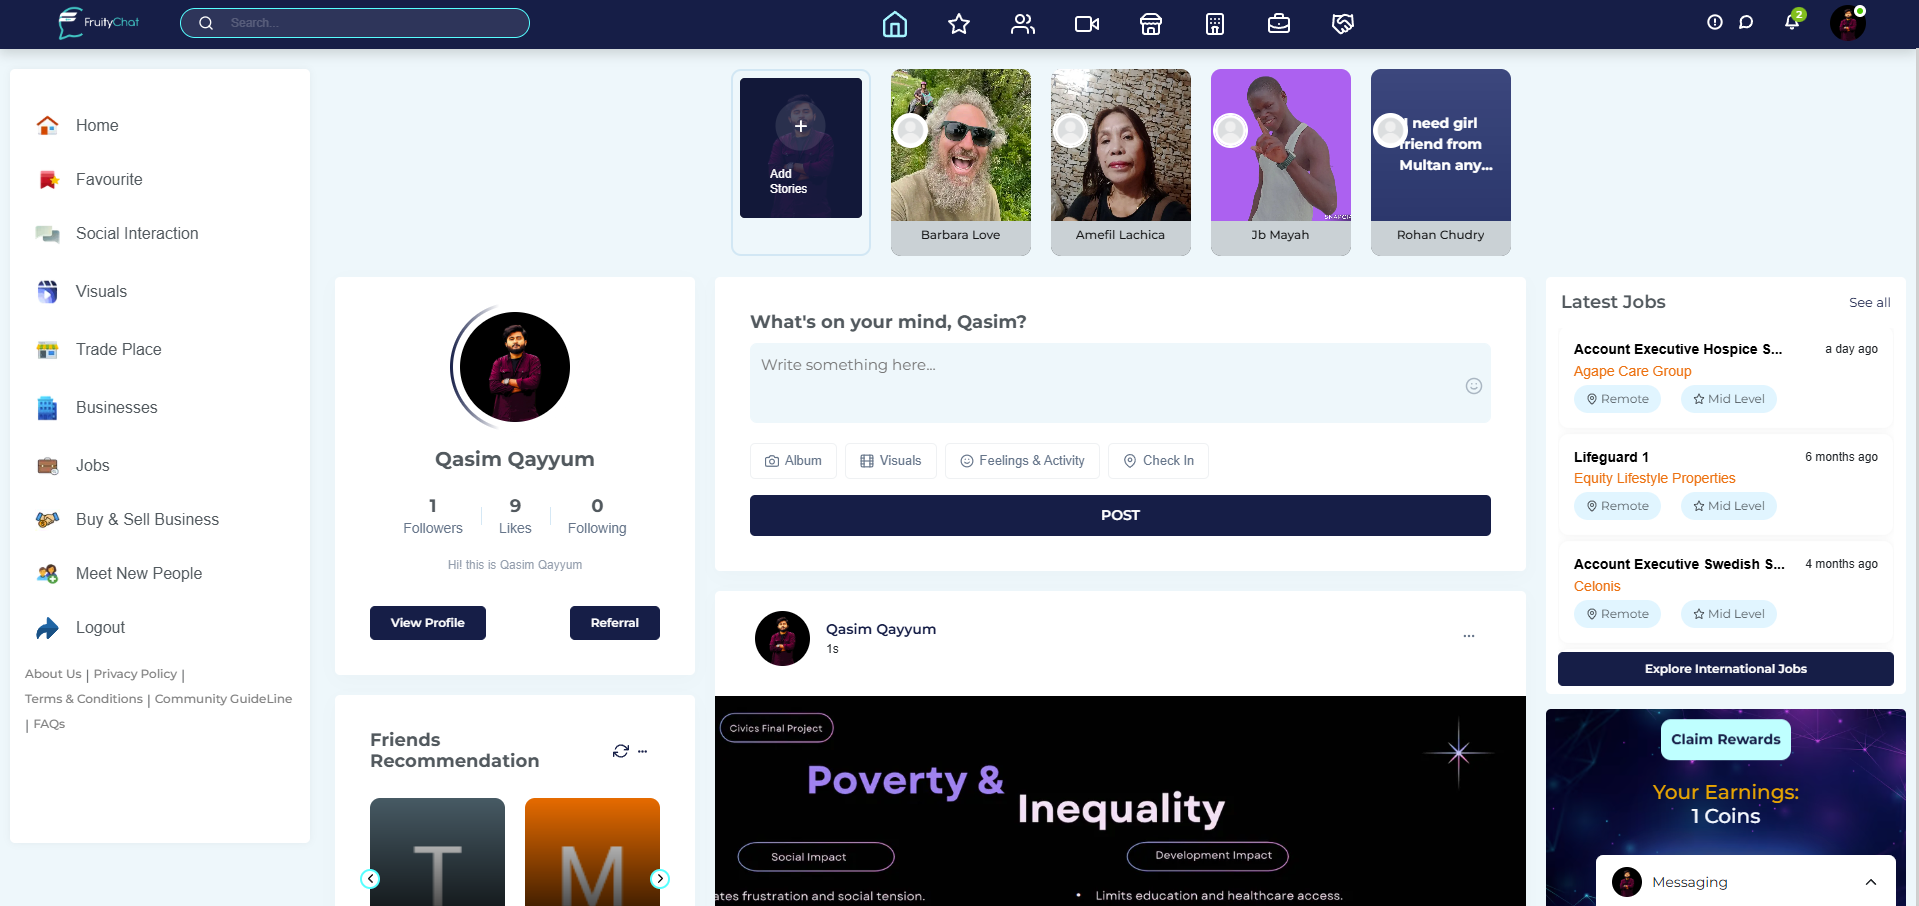 FruityChat
Search...
2
Home
Favourite
Social Interaction
Visuals
Trade Place
Businesses
Jobs
Buy & Sell Business
Meet New People
Logout
About Us | Privacy Policy |
Terms & Conditions | Community GuideLine
| FAQs
Add
Stories
Barbara Love
Amefil Lachica
Jb Mayah
need girl
friend from
Multan any...
Rohan Chudry
Qasim Qayyum
1 9 0
Followers Likes Following
Hi! this is Qasim Qayyum
View Profile
Referral
Friends
Recommendation
T
M
What's on your mind, Qasim?
Write something here...
Album
Visuals
Feelings & Activity
Check In
POST
Qasim Qayyum
1s
...
Civics Final Project
Poverty &
Inequality
Social Impact
Development Impact
frustration and social tension.
• Limits education and healthcare access.
Latest Jobs
See all
Account Executive Hospice S...
a day ago
Agape Care Group
Remote
Mid Level
Lifeguard 1
6 months ago
Equity Lifestyle Properties
Remote
Mid Level
Account Executive Swedish S...
4 months ago
Celonis
Remote
Mid Level
Explore International Jobs
Claim Rewards
Your Earnings:
1 Coins
Messaging